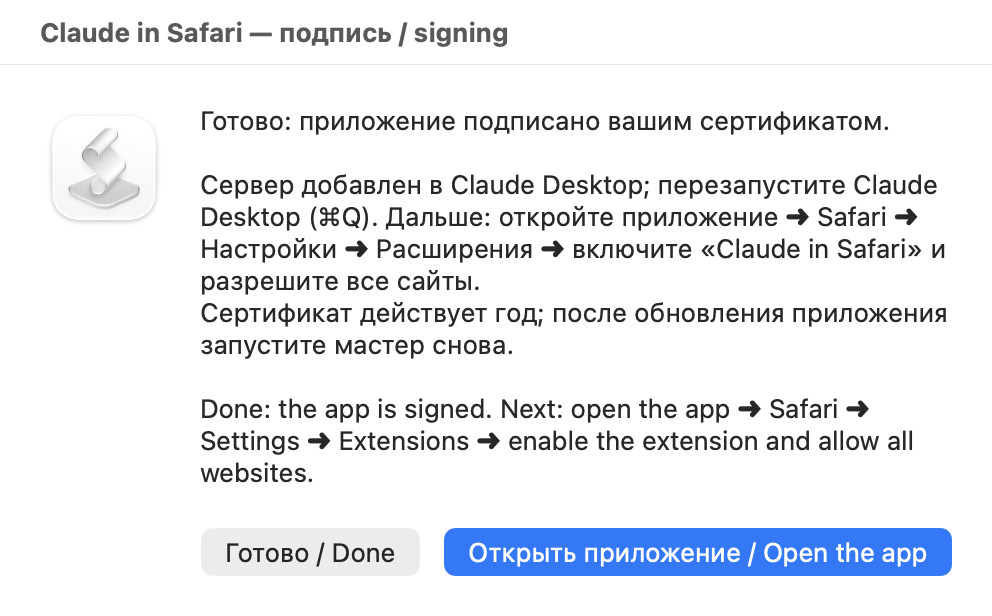 Claude in Safari — подпись / signing
Готово: приложение подписано вашим сертификатом.
Сервер добавлен в Claude Desktop; перезапустите Claude
Desktop (⌘Q). Дальше: откройте приложение ➜ Safari ➜
Настройки ➜ Расширения ➜ включите «Claude in Safari» и
разрешите все сайты.
Сертификат действует год; после обновления приложения
запустите мастер снова.
Done: the app is signed. Next: open the app ➜ Safari ➜
Settings ➜ Extensions ➜ enable the extension and allow all
websites.
Готово / Done
Открыть приложение / Open the app